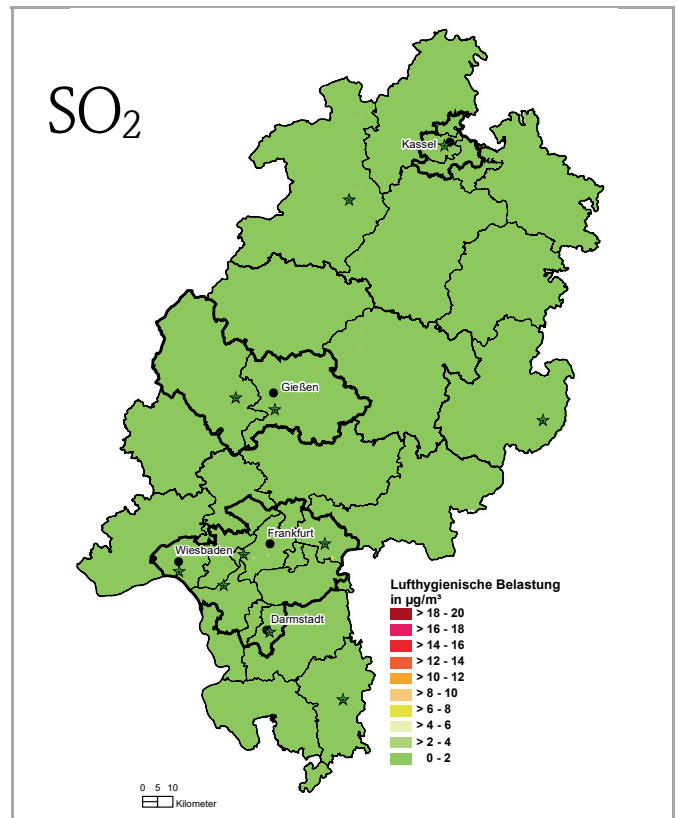 SO₂
Kassel
Gießen
Frankfurt
Wiesbaden
Darmstadt
Lufthygienische Belastung
in µg/m³
> 18 - 20
> 16 - 18
> 14 - 16
> 12 - 14
> 10 - 12
> 8 - 10
> 6 - 8
> 4 - 6
> 2 - 4
0 - 2
0 5 10
Kilometer